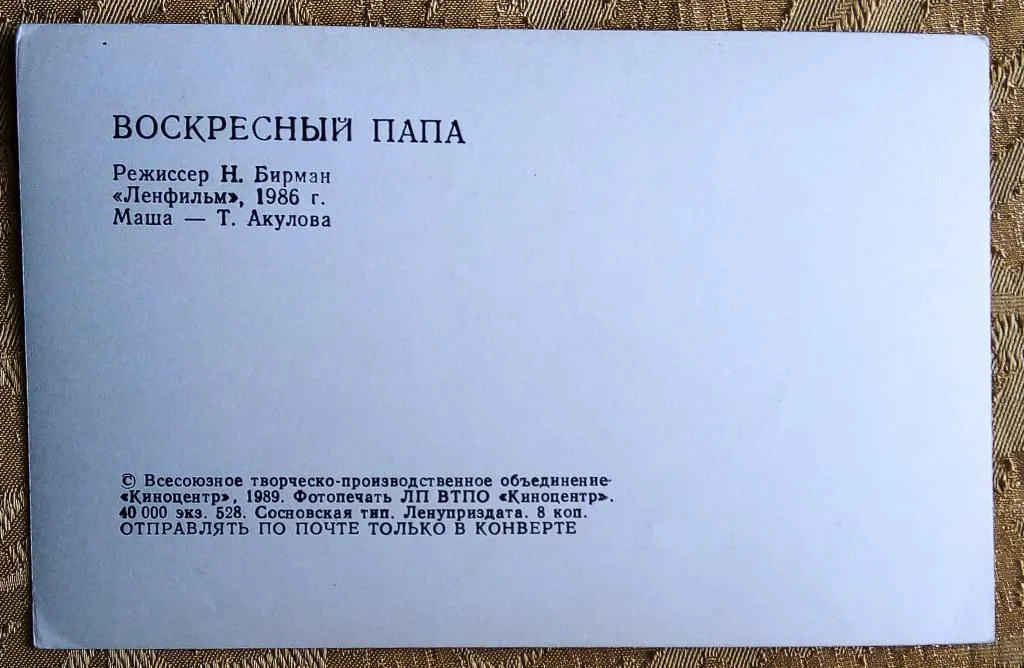 ВОСКРЕСНЫЙ ПАПА
Режиссер Н. Бирман
«Ленфильм», 1986 г.
Маша — Т. Акулова
© Всесоюзное творческо-производственное объединение
«Киноцентр», 1989. Фотопечать ЛП ВТПО «Киноцентр».
40 000 экз. 528. Сосновская тип. Ленуприздата. 8 коп.
ОТПРАВЛЯТЬ ПО ПОЧТЕ ТОЛЬКО В КОНВЕРТЕ